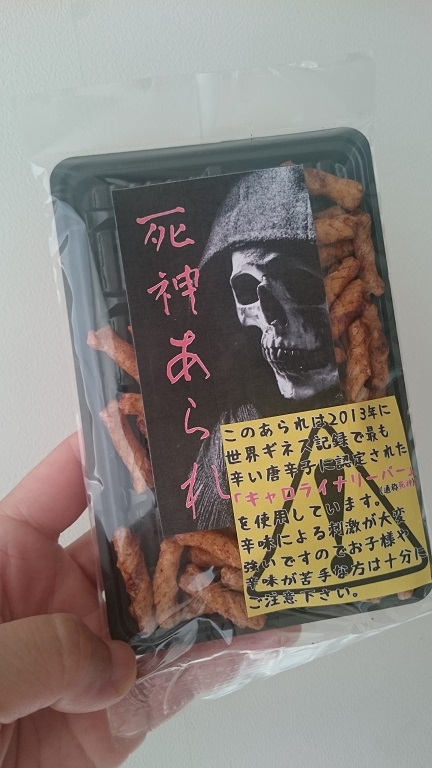 死神あられ
このあられは2013年に
世界ギネス記録で最も
辛い唐辛子に認定された
「キャロライナリーパー」(通称死神)
を使用しています。
辛味による刺激が大変
強いですのでお子様や
辛味が苦手な方は十分に
ご注意下さい。